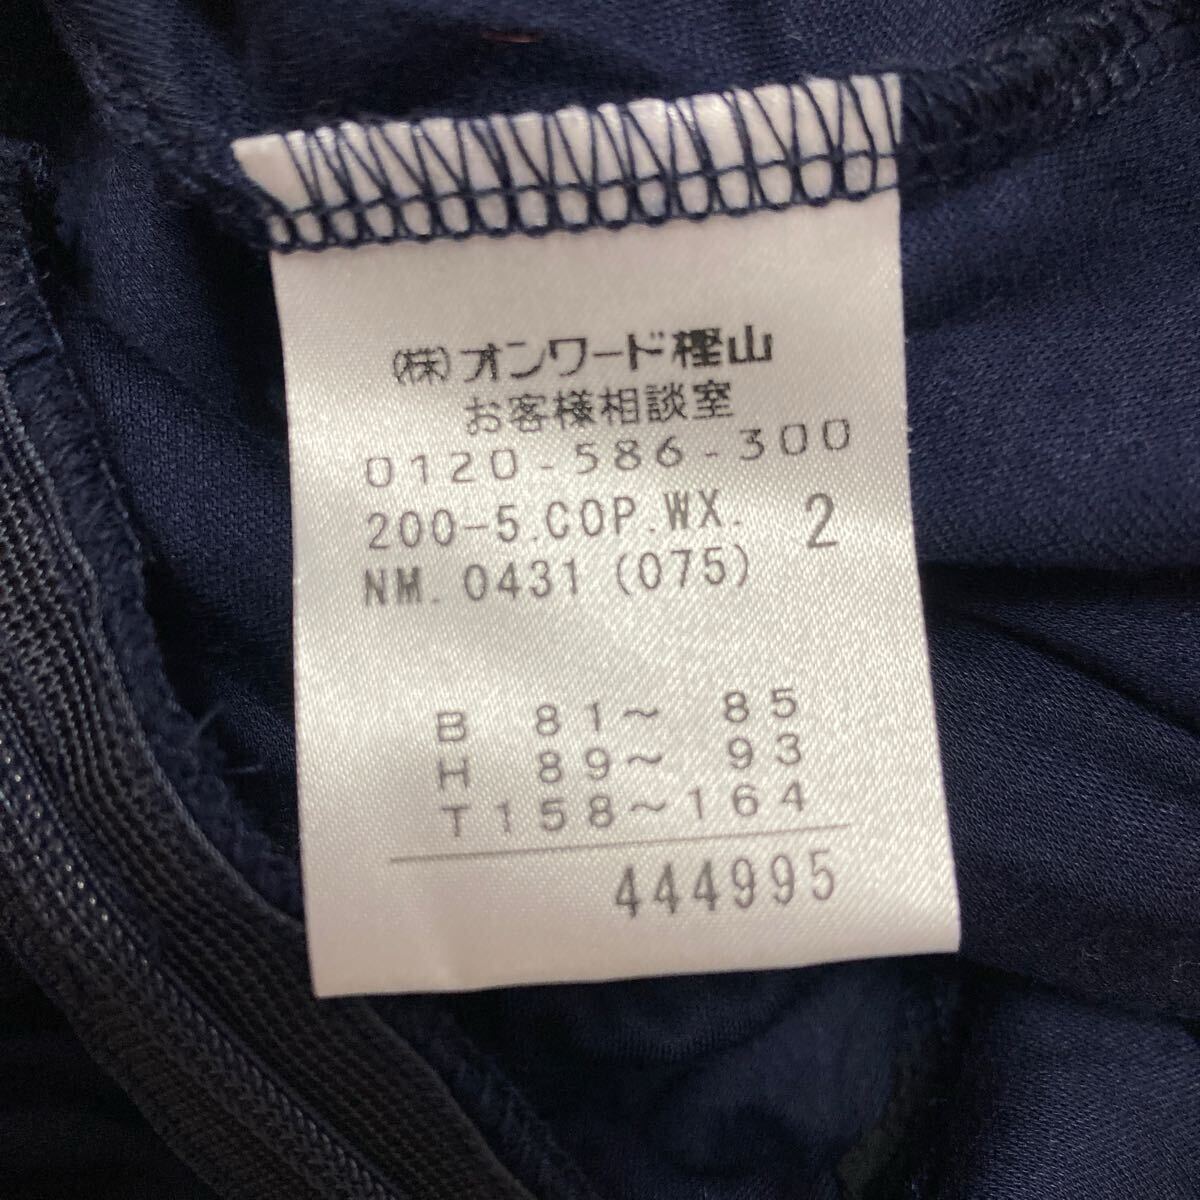 (株)オンワード樫山
お客様相談室
0120-586-300
200-5.COP.WX. 2
NM. 0431 (075)
B 81~ 85
H 89~ 93
T158~164
444995